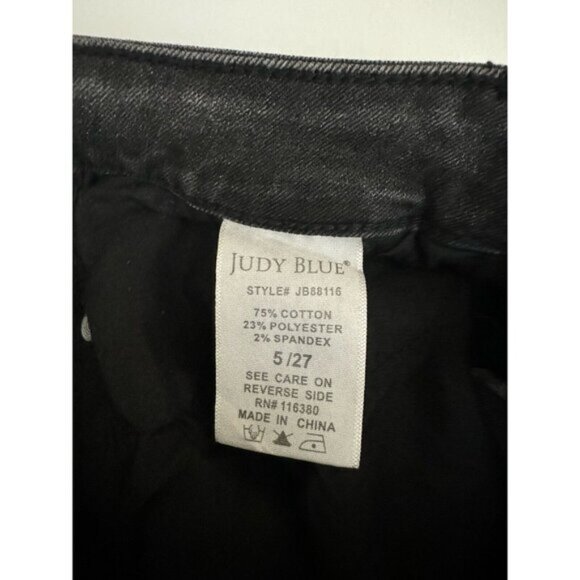 JUDY BLUE®
STYLE# JB88116
75% COTTON
23% POLYESTER
2% SPANDEX
5/27
SEE CARE ON
REVERSE SIDE
RN# 116380
MADE IN CHINA